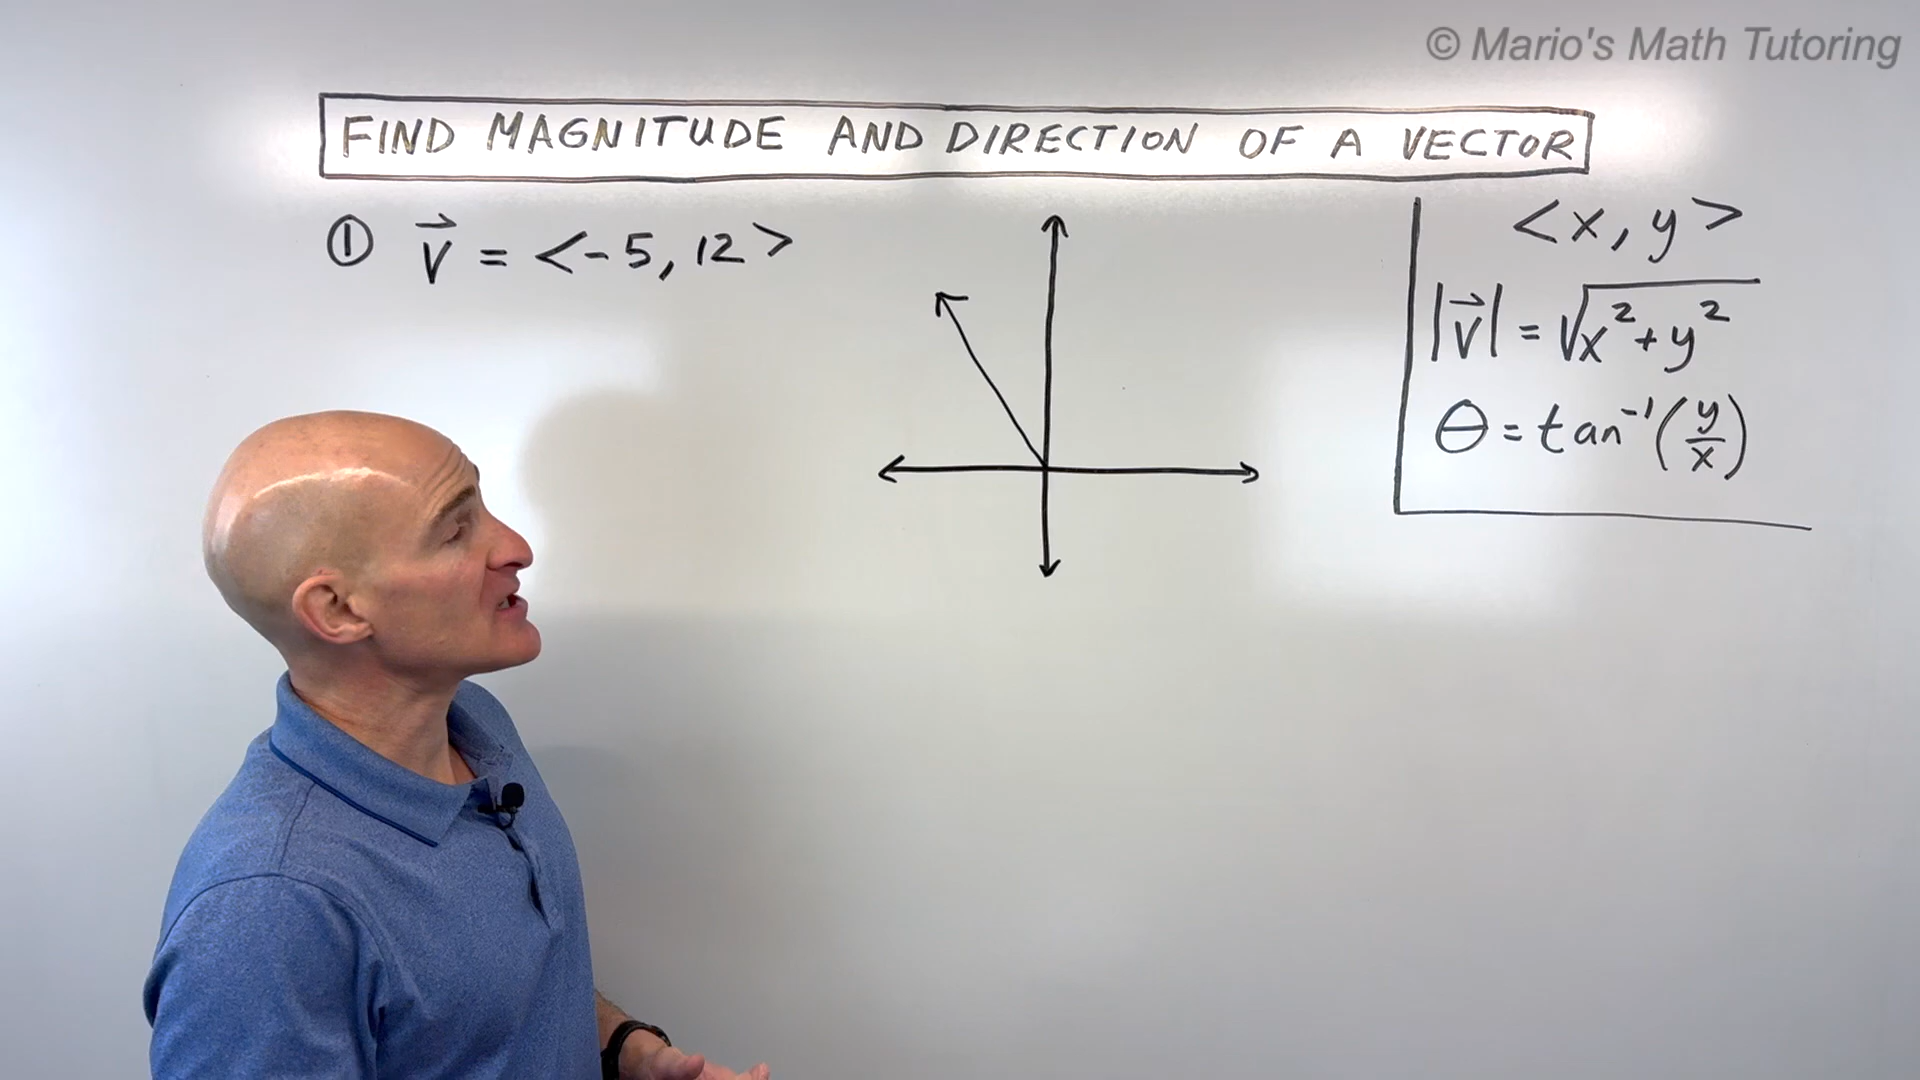 © Mario's Math Tutoring
FIND MAGNITUDE AND DIRECTION OF A VECTOR
① v⃗ = <-5, 12>
<x, y>
|v⃗| = √(x² + y²)
θ = tan⁻¹(y/x)